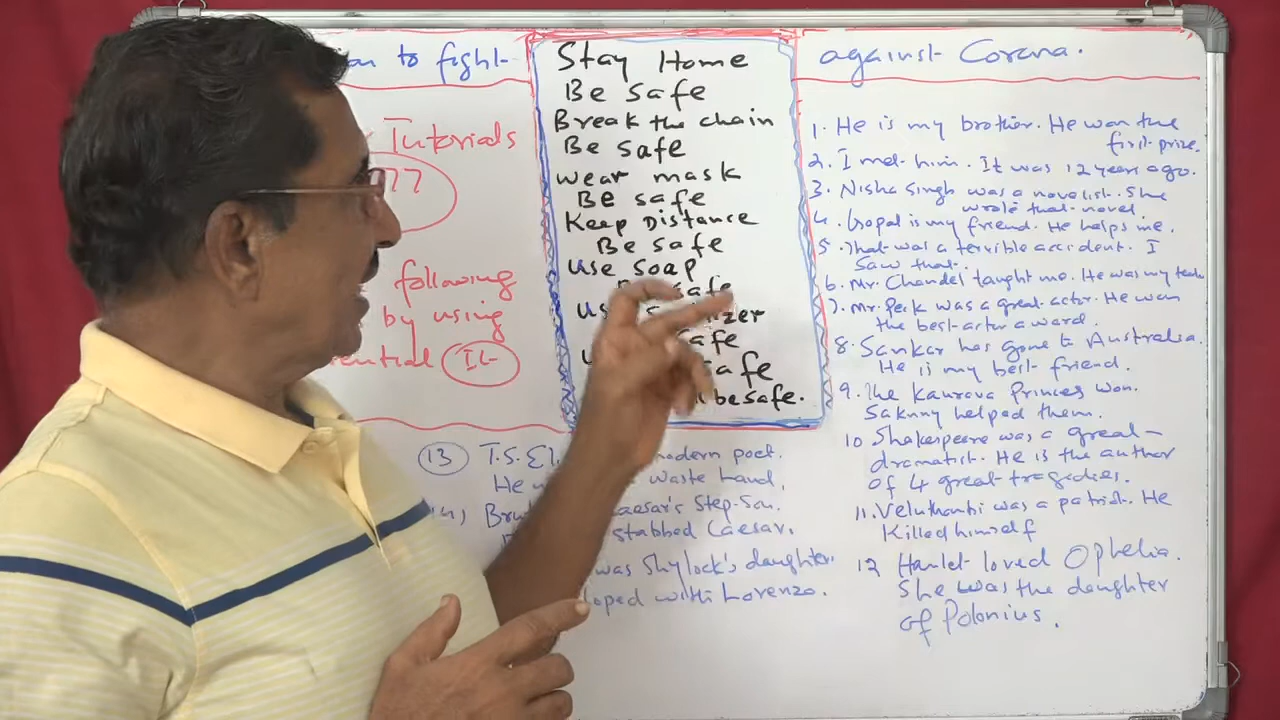 to fight
Stay Home
against Corona.
Be safe
Break the chain
Be safe
wear mask
Be safe
Keep Distance
Be safe
use soap
safe
safe
safe
be safe.
Tutorials
77
following
by using
IL
1. He is my brother. He won the
first prize.
2. I met him. It was 12 years ago.
3. Nisha Singh was a novelist. She
wrote that novel.
4. Gopal is my friend. He helps me.
5. That was a terrible accident. I
saw that.
6. Mr. Chandel taught me. He was my
7. Mr. Peck was a great actor. He won
the best actor award.
8. Sankar has gone to Australia.
He is my best friend.
9. The Kaurava Princes won.
Sakuny helped them.
10 Shakespeare was a great
dramatist. He is the author
of 4 great tragedies.
11. Veluthambi was a patriot. He
killed himself
12 Hamlet loved Ophelia.
She was the daughter
of Polonius.
13 T.S. modern poet.
He waste Land.
Caesar's Step-Son.
stabbed Caesar.
was Shylock's daughter.
with Lorenzo.